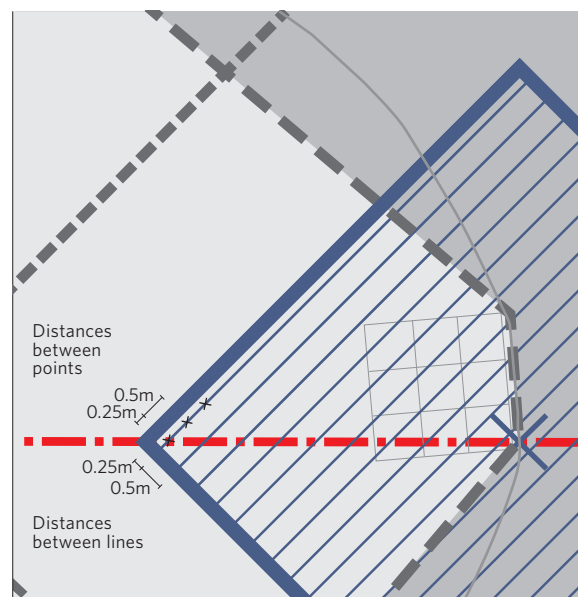 Distances
between
points
0.5m
0.25m
0.25m
0.5m
Distances
between lines